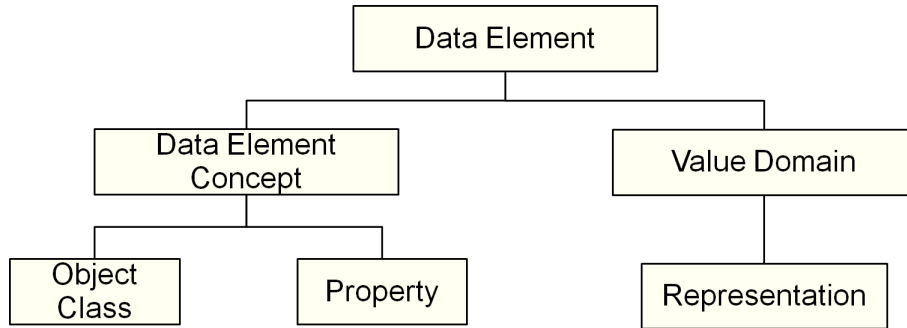 Data Element
Data Element
Concept
Value Domain
Object
Class
Property
Representation